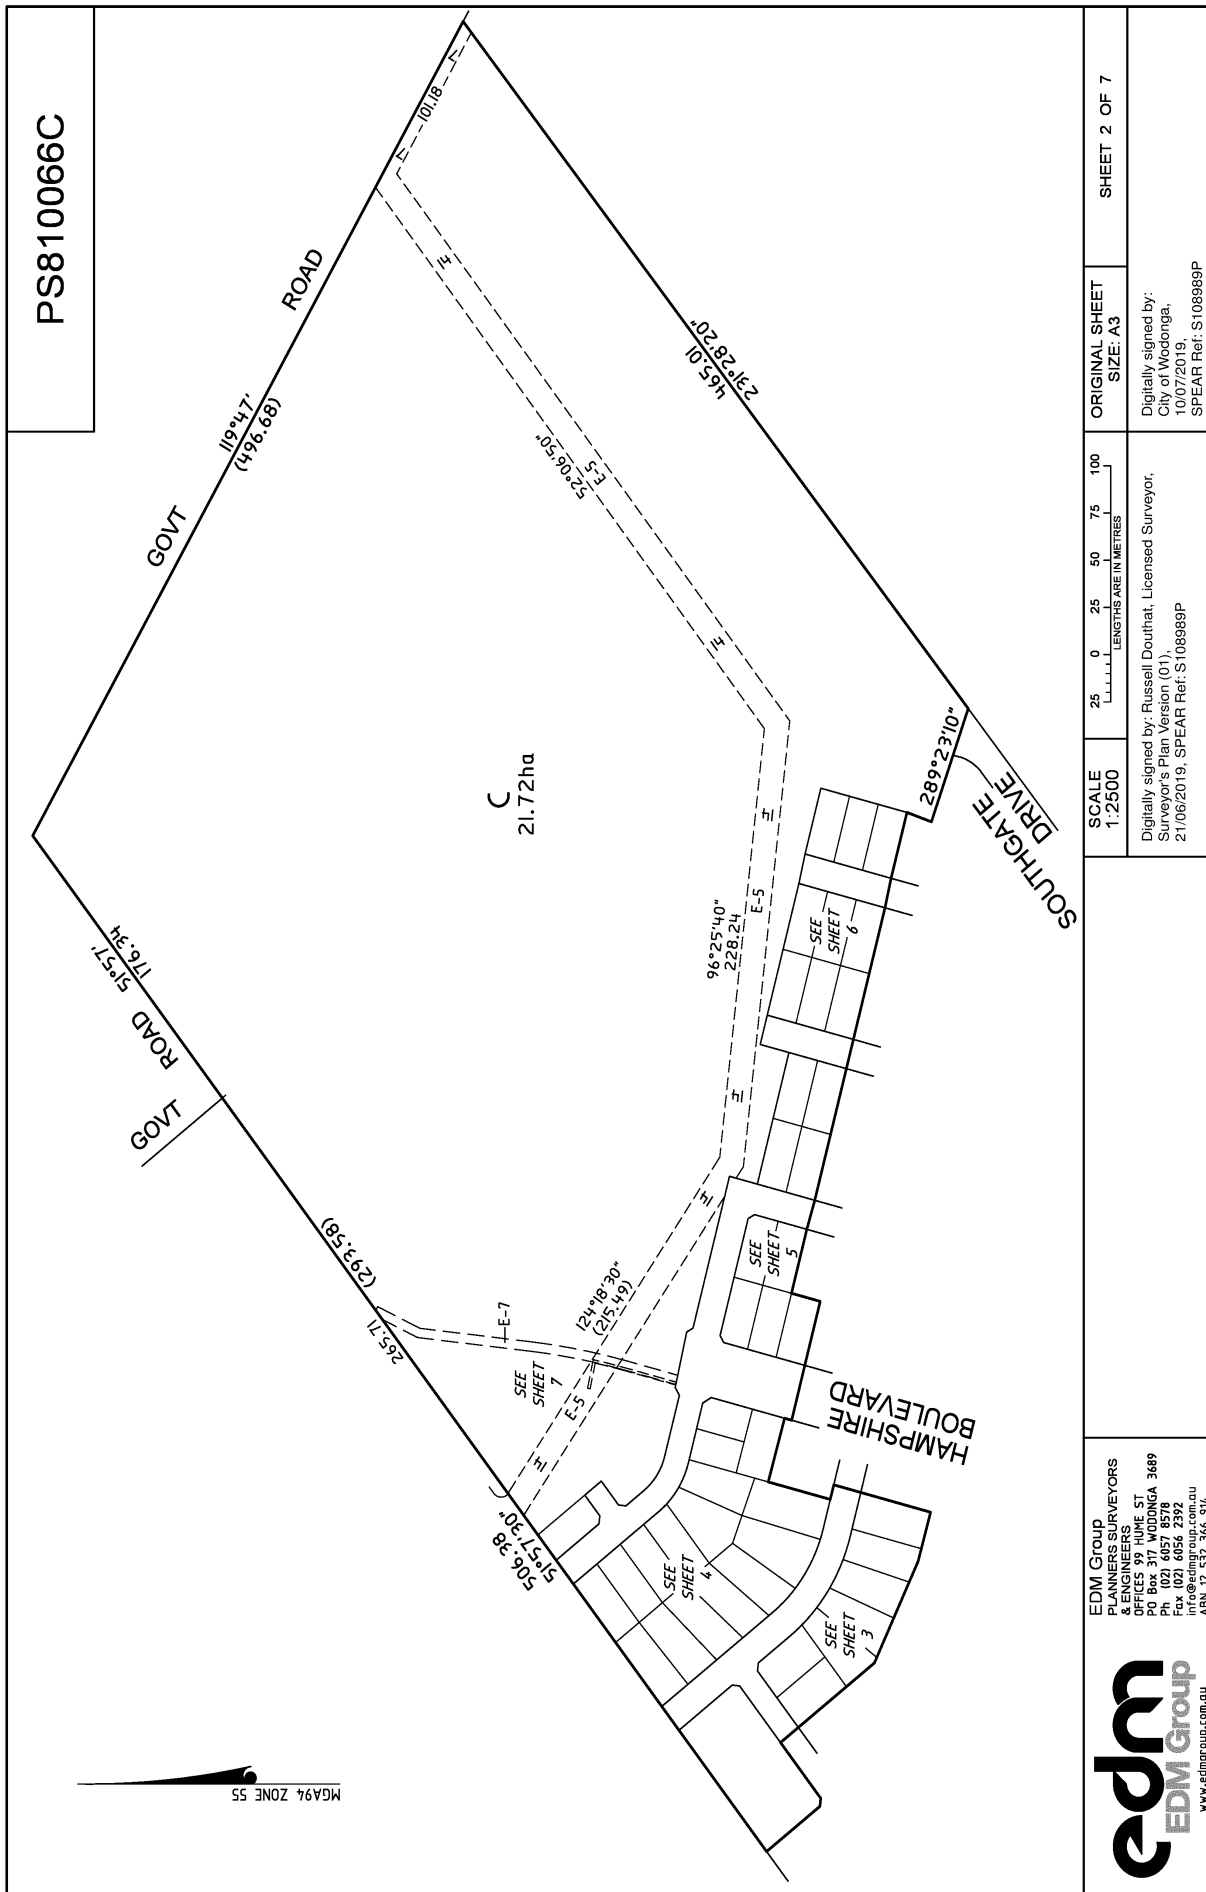 PS810066C
101.18
GOVT
ROAD
119°47'
(496.68)
465.01
231°28'20"
52°06'50"
E-5
C
21.72ha
51°57'
176.34
GOVT
ROAD
(293.58)
265.71
E-7
SEE
SHEET
7
124°18'30"
(215.49)
E-5
96°25'40"
228.24
E-5
289°23'10"
SOUTHGATE
DRIVE
SEE
SHEET
6
SEE
SHEET
5
HAMPSHIRE
BOULEVARD
506.38
51°57'30"
SEE
SHEET
4
SEE
SHEET
3
MGA94 ZONE 55
edm
EDM Group
www.edmgroup.com.au
EDM Group
PLANNERS SURVEYORS
& ENGINEERS
OFFICES 99 HUME ST
PO Box 317 WODONGA 3689
Ph (02) 6057 8578
Fax (02) 6056 2392
info@edmgroup.com.au
SCALE
1:2500
25 0 25 50 75 100
LENGTHS ARE IN METRES
ORIGINAL SHEET
SIZE: A3
SHEET 2 OF 7
Digitally signed by: Russell Douthat, Licensed Surveyor,
Surveyor's Plan Version (01),
21/06/2019, SPEAR Ref: S108989P
Digitally signed by:
City of Wodonga,
10/07/2019,
SPEAR Ref: S108989P